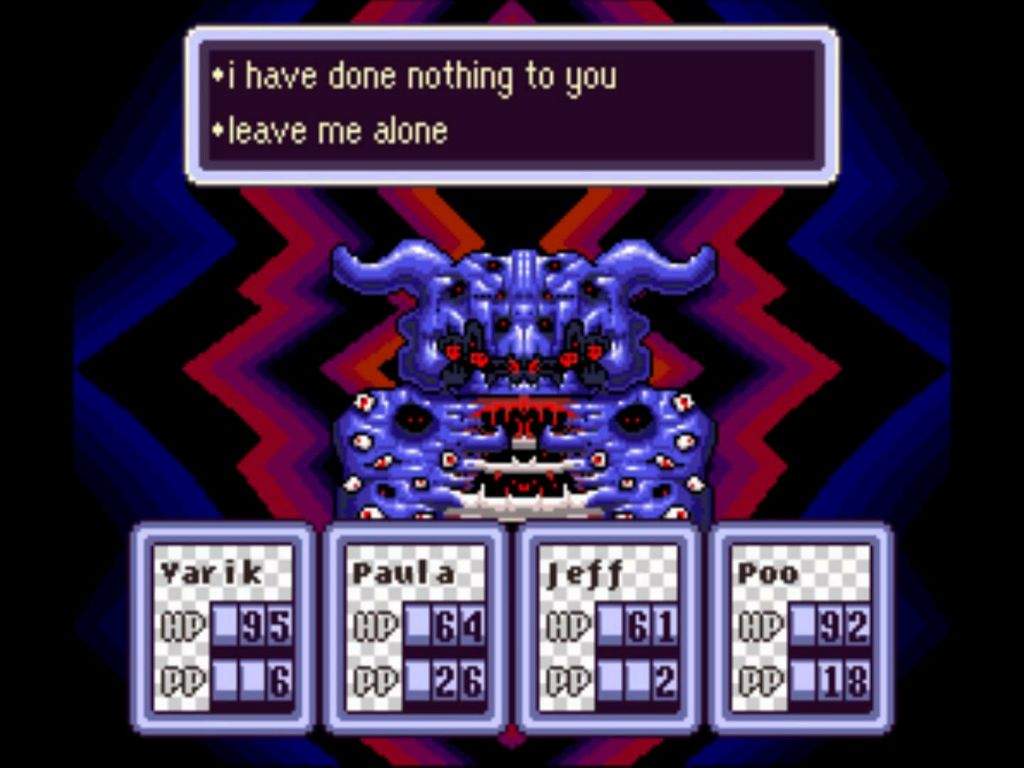 •i have done nothing to you
•leave me alone
Varik Paula Jeff Poo
HP 95 HP 64 HP 61 HP 92
PP 6 PP 26 PP 2 PP 18